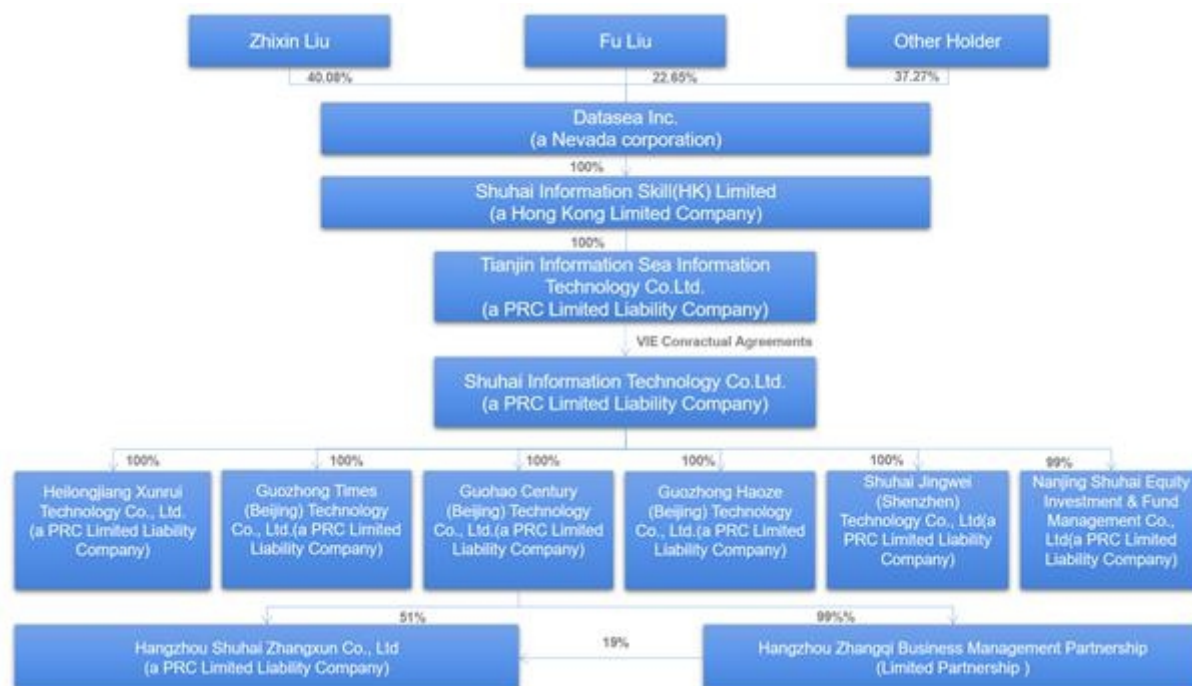 Zhixin Liu
Fu Liu
Other Holder
40.08%
22.65%
37.27%
Datasea Inc.
(a Nevada corporation)
100%
Shuhai Information Skill(HK) Limited
(a Hong Kong Limited Company)
100%
Tianjin Information Sea Information
Technology Co.Ltd.
(a PRC Limited Liability Company)
VIE Conractual Agreements
Shuhai Information Technology Co.Ltd.
(a PRC Limited Liability Company)
100%
100%
100%
100%
100%
99%
Heilongjiang Xunrui
Technology Co., Ltd.
(a PRC Limited Liability
Company)
Guozhong Times
(Beijing) Technology
Co., Ltd.(a PRC Limited
Liability Company)
Guohao Century
(Beijing) Technology
Co., Ltd.(a PRC Limited
Liability Company)
Guozhong Haoze
(Beijing) Technology
Co., Ltd.(a PRC Limited
Liability Company)
Shuhai Jingwei
(Shenzhen)
Technology Co., Ltd(a
PRC Limited Liability
Company)
Nanjing Shuhai Equity
Investment & Fund
Management Co.,
Ltd(a PRC Limited
Liability Company)
51%
99%%
Hangzhou Shuhai Zhangxun Co., Ltd
(a PRC Limited Liability Company)
19%
Hangzhou Zhangqi Business Management Partnership
(Limited Partnership )